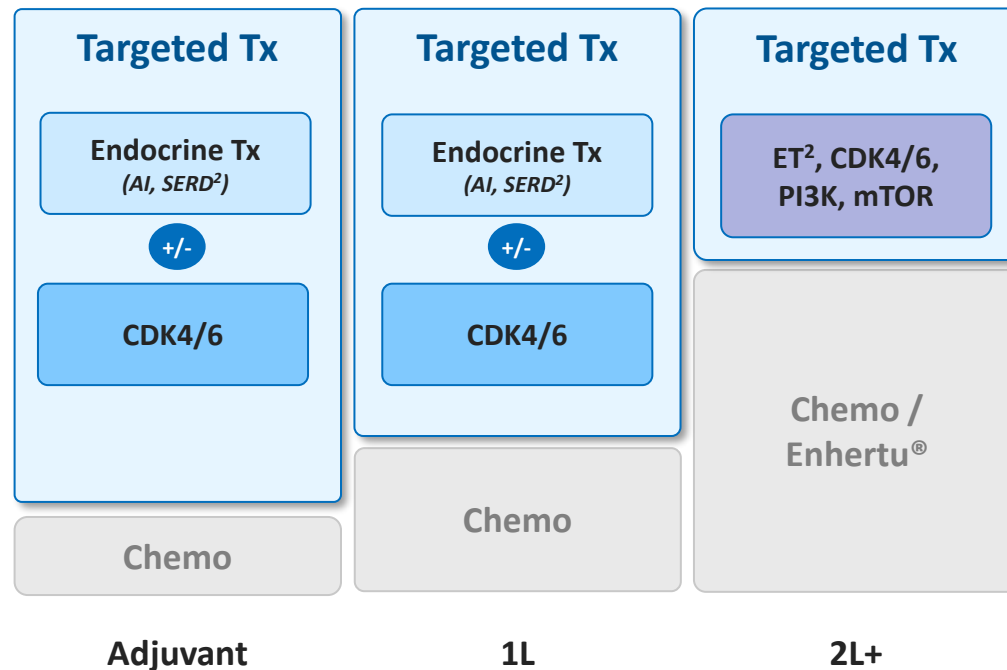 Targeted Tx
Endocrine Tx
(AI, SERD²)
+/-
CDK4/6
Chemo
Adjuvant
Targeted Tx
Endocrine Tx
(AI, SERD²)
+/-
CDK4/6
Chemo
1L
Targeted Tx
ET², CDK4/6,
PI3K, mTOR
Chemo /
Enhertu®
2L+